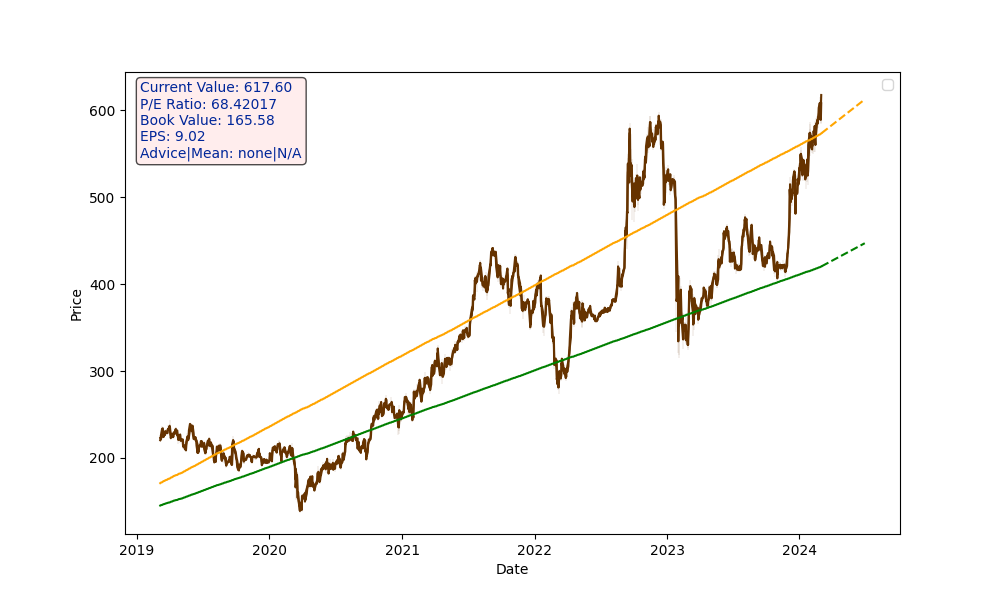 Current Value: 617.60
P/E Ratio: 68.42017
Book Value: 165.58
EPS: 9.02
Advice|Mean: none|N/A
600
500
400
300
200
Price
2019 2020 2021 2022 2023 2024
Date